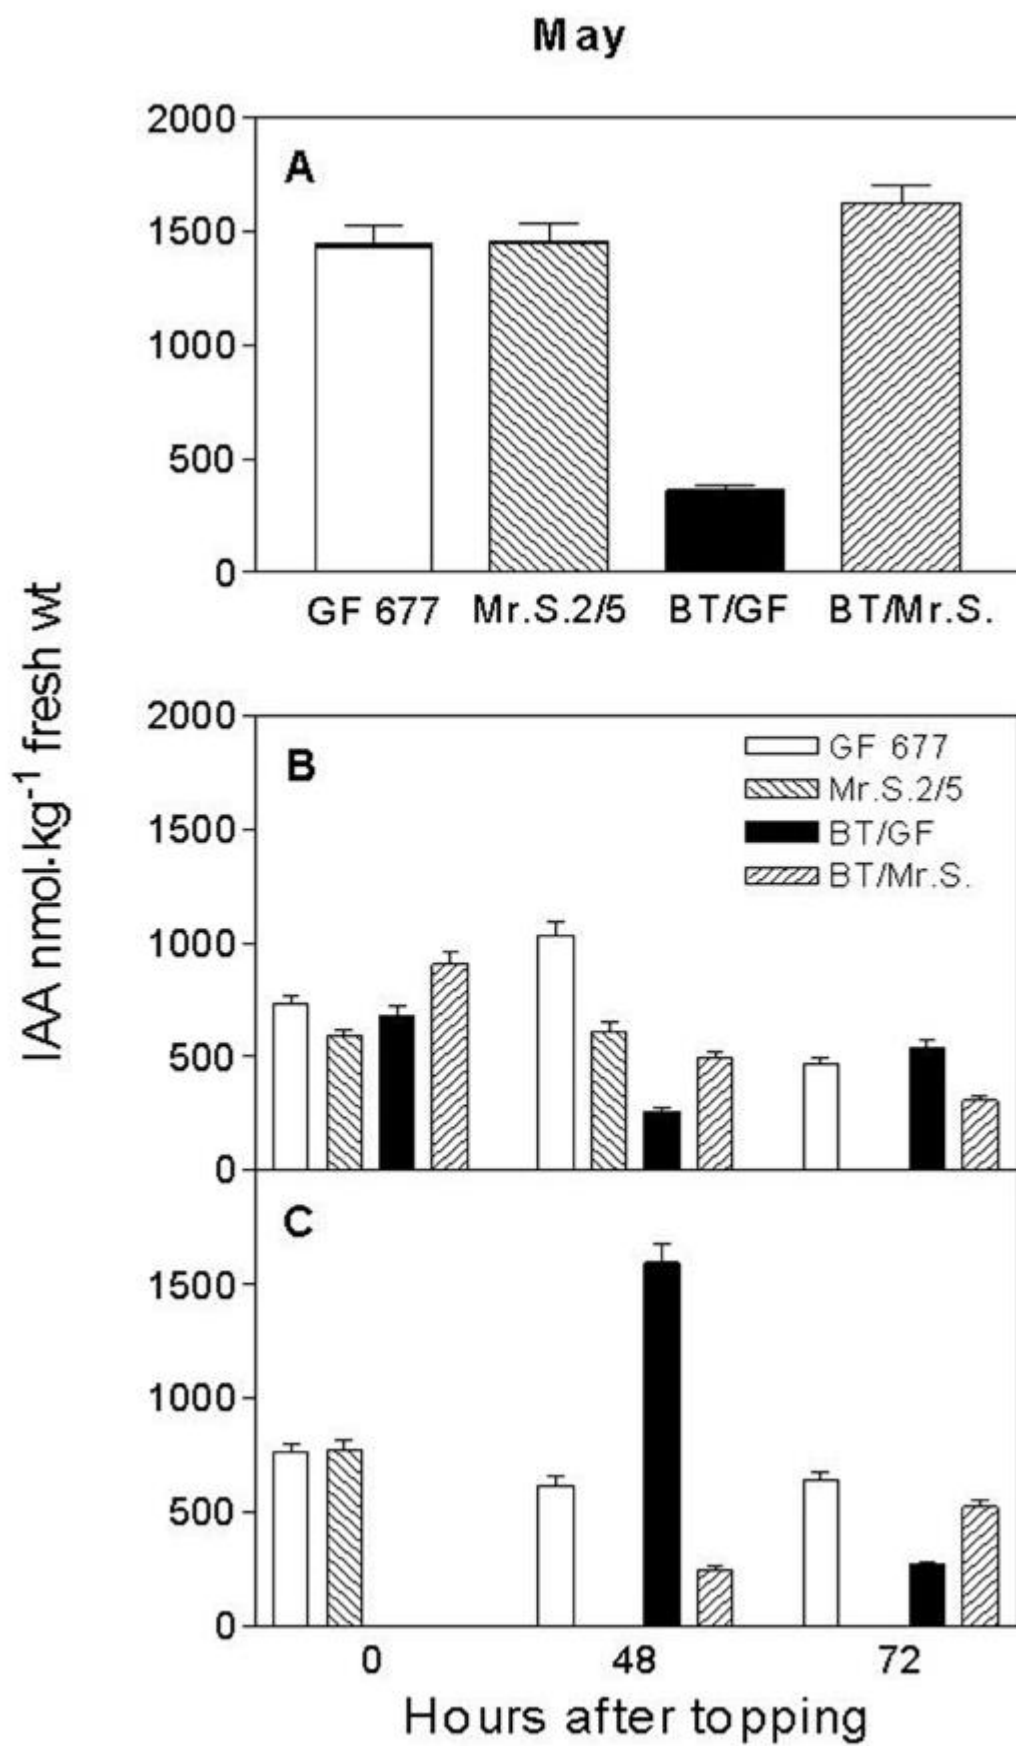 May
IAA nmol.kg-1 fresh wt
A
2000
1500
1000
500
0
GF 677 Mr.S.2/5 BT/GF BT/Mr.S.
B
2000
1500
1000
500
0
GF 677
Mr.S.2/5
BT/GF
BT/Mr.S.
C
1500
1000
500
0
0 48 72
Hours after topping